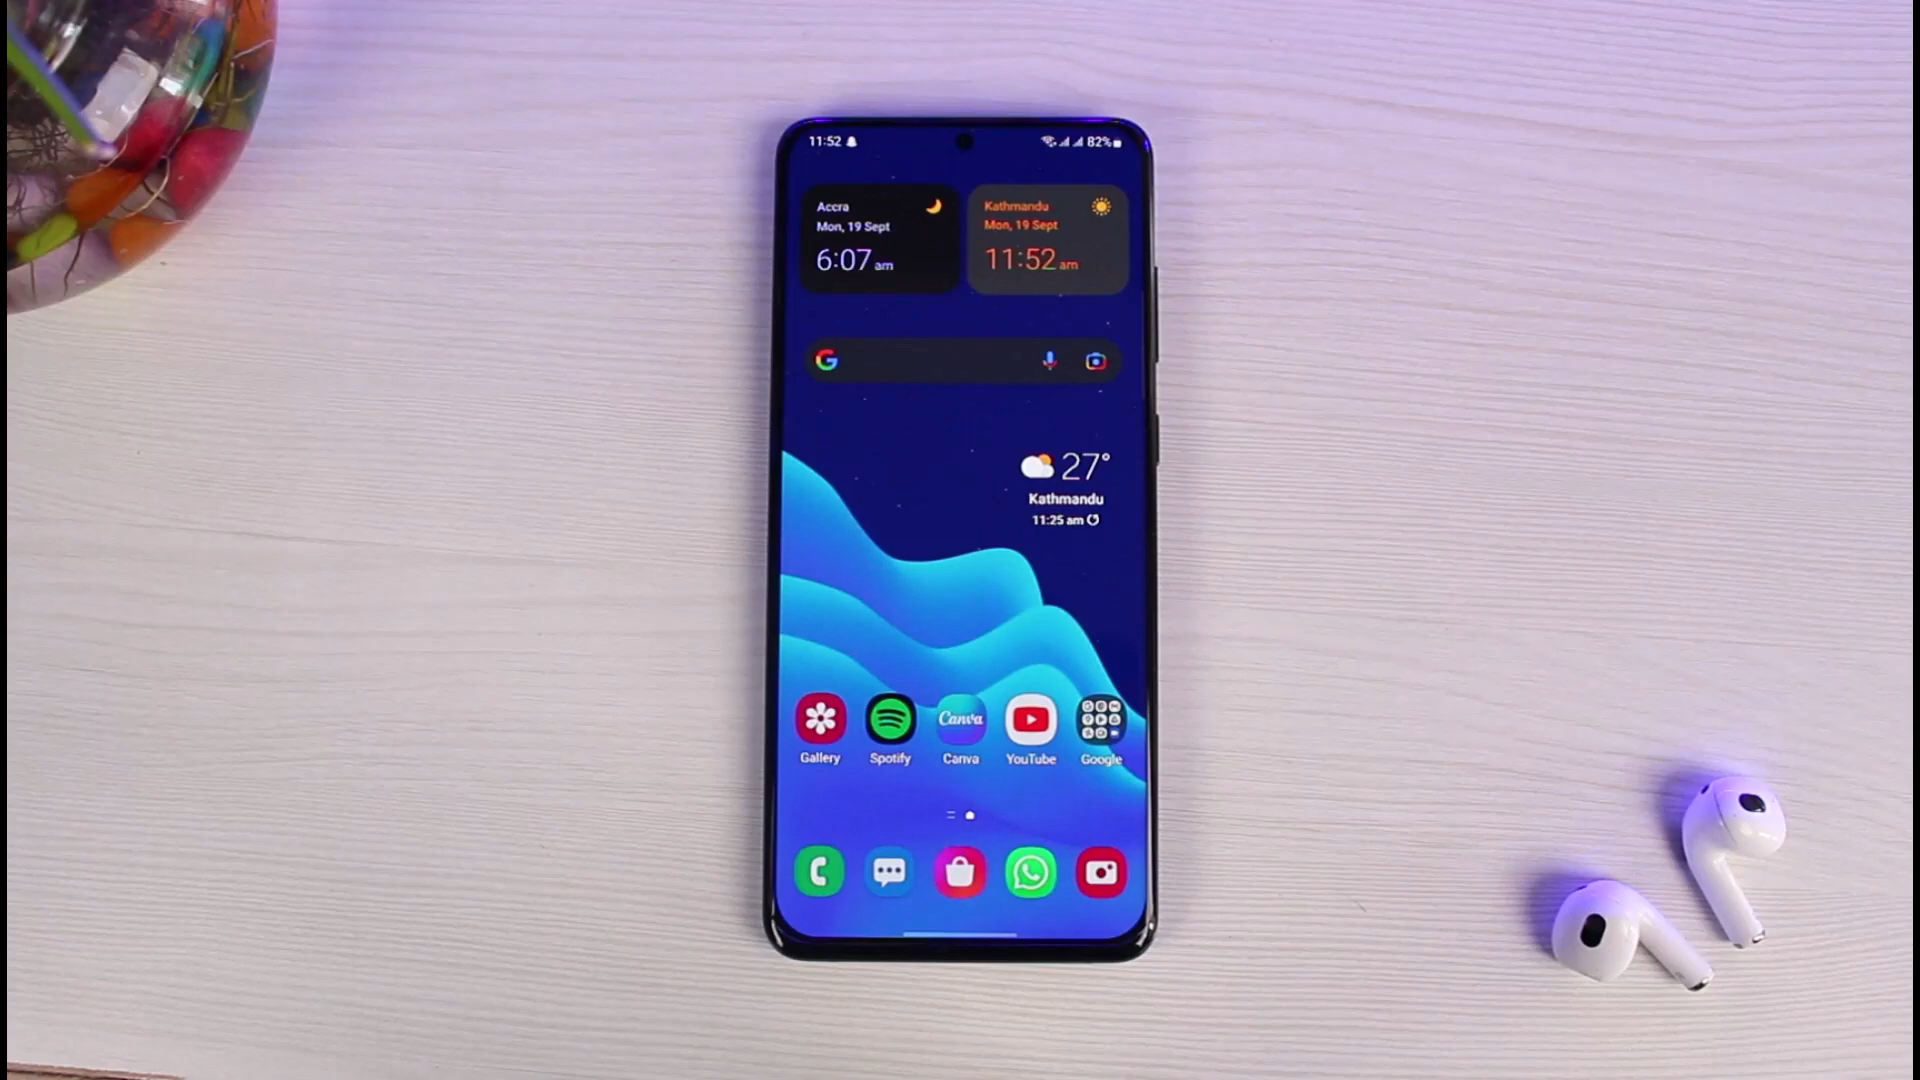 11:52
82%
Accra
Mon, 19 Sept
6:07 am
Kathmandu
Mon, 19 Sept
11:52 am
G
27°
Kathmandu
11:25 am
Canva
Gallery
Spotify
Canva
YouTube
Google